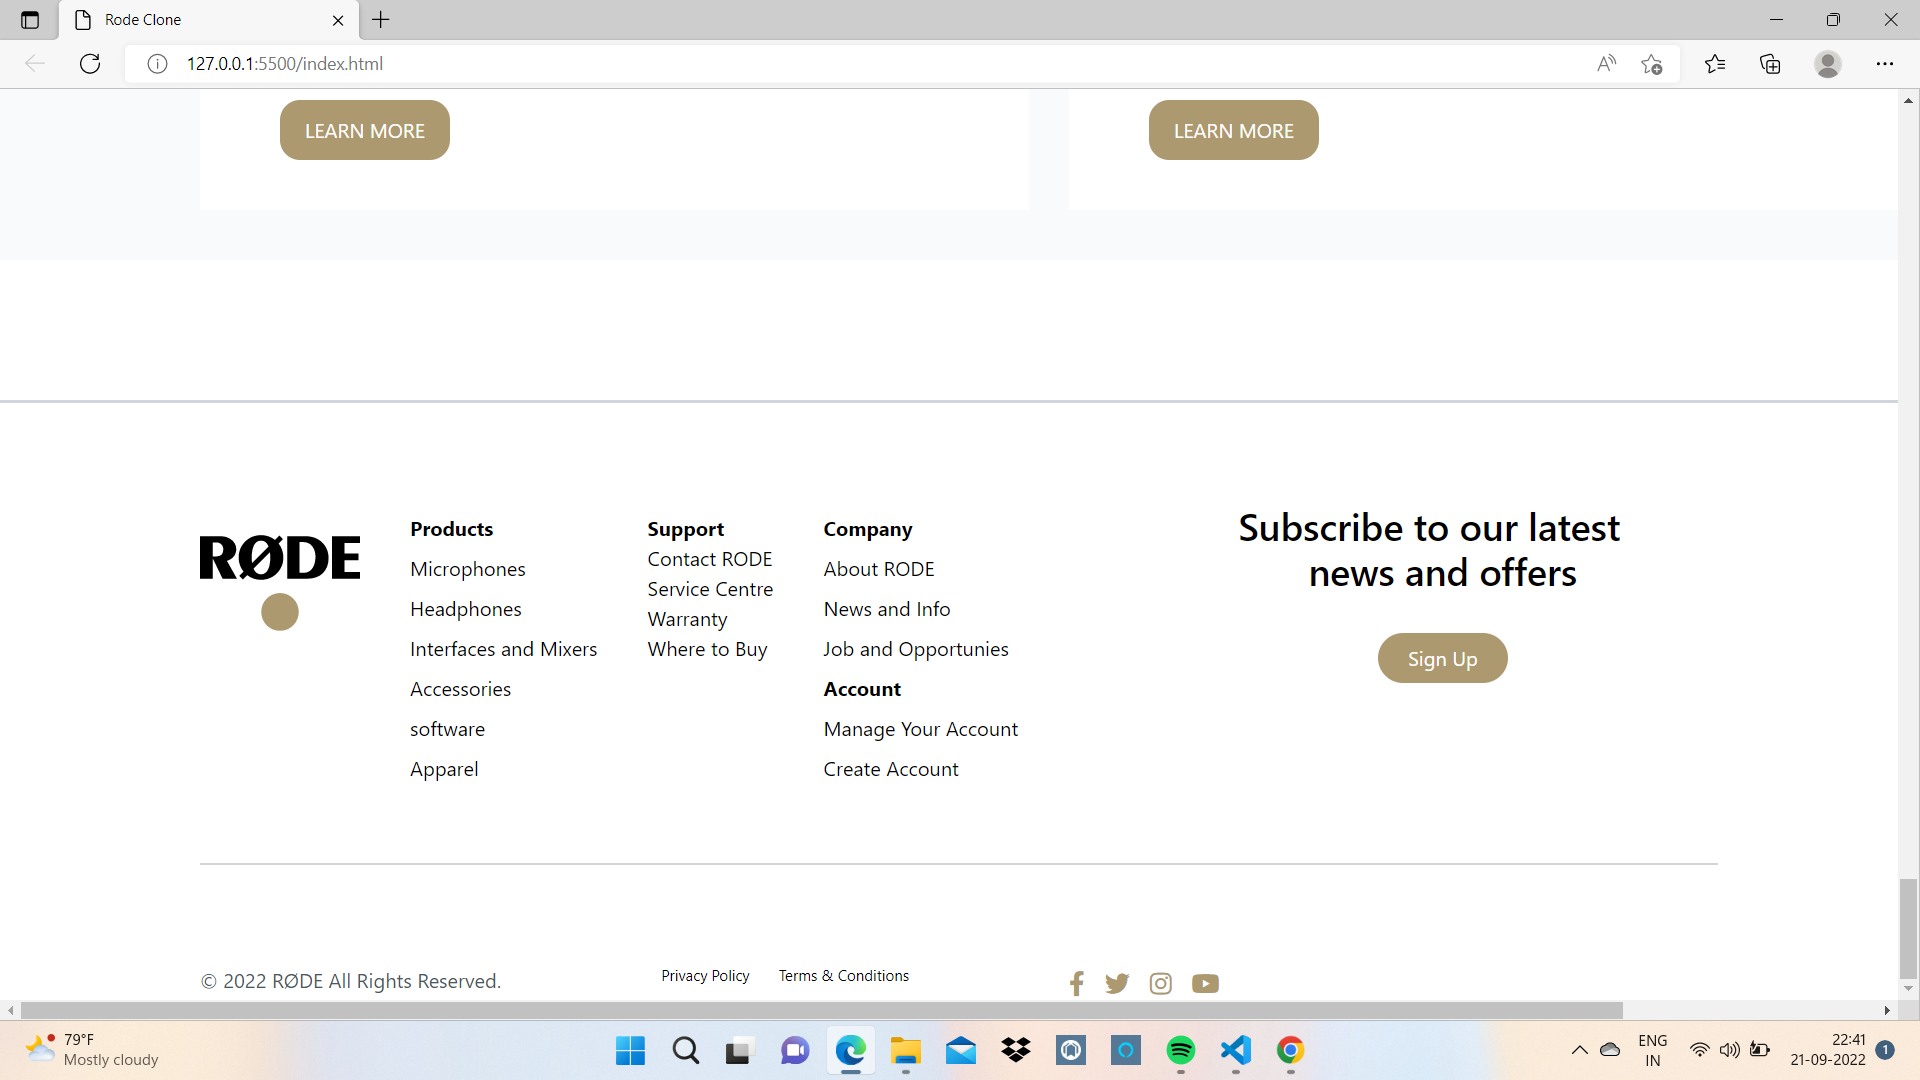 Rode Clone
127.0.0.1:5500/index.html
LEARN MORE
LEARN MORE
RØDE
Products
Microphones
Headphones
Interfaces and Mixers
Accessories
software
Apparel
Support
Contact RODE
Service Centre
Warranty
Where to Buy
Company
About RODE
News and Info
Job and Opportunies
Account
Manage Your Account
Create Account
Subscribe to our latest
news and offers
Sign Up
© 2022 RØDE All Rights Reserved.
Privacy Policy
Terms & Conditions
79°F
Mostly cloudy
ENG
IN
22:41
21-09-2022
1